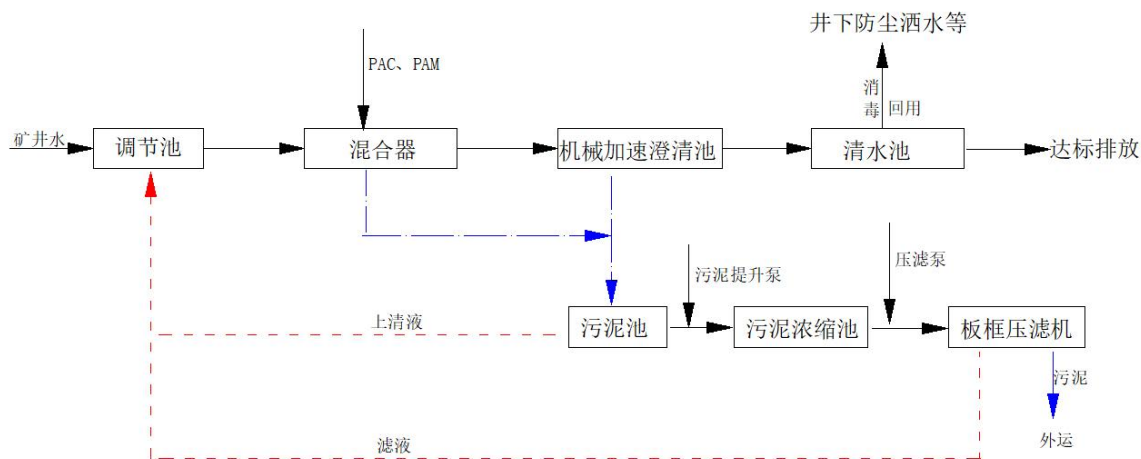 井下防尘洒水等
PAC、PAM
消毒
回用
矿井水
调节池
混合器
机械加速澄清池
清水池
达标排放
污泥提升泵
压滤泵
上清液
污泥池
污泥浓缩池
板框压滤机
污泥
滤液
外运